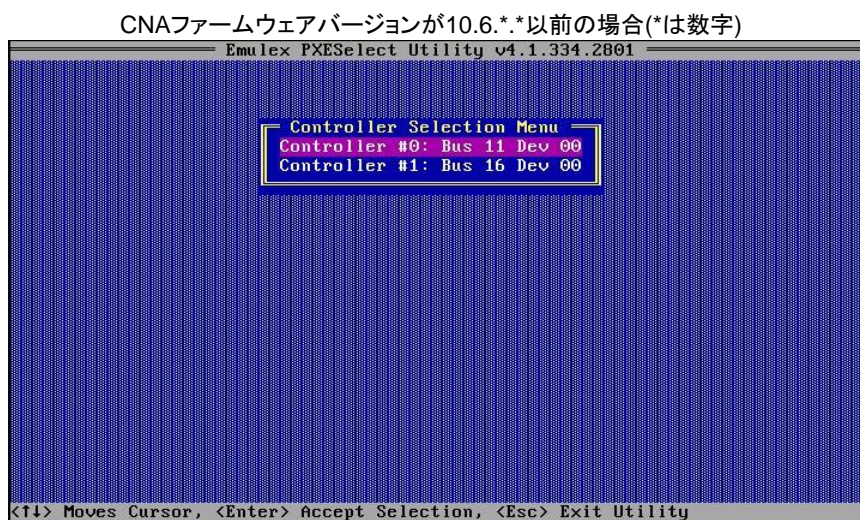 CNAファームウェアバージョンが10.6.*.*以前の場合(*は数字)
Emulex PXESelect Utility v4.1.334.2801
Controller Selection Menu
Controller #0: Bus 11 Dev 00
Controller #1: Bus 16 Dev 00
<↑↓> Moves Cursor, <Enter> Accept Selection, <Esc> Exit Utility